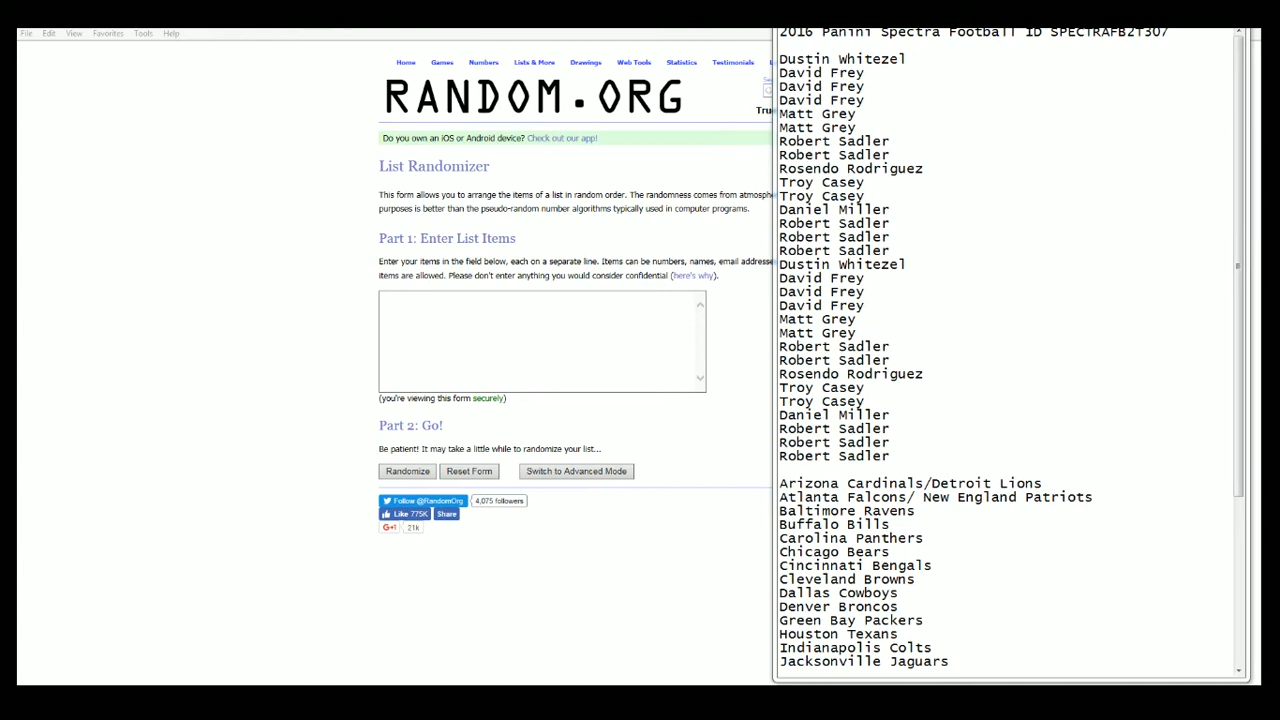 File Edit View Favorites Tools Help
Home Games Numbers Lists & More Drawings Web Tools Statistics Testimonials
RANDOM.ORG
Do you own an iOS or Android device? Check out our app!
List Randomizer
This form allows you to arrange the items of a list in random order. The randomness comes from
purposes is better than the pseudo-random number algorithms typically used in computer programs.
Part 1: Enter List Items
Enter your items in the field below, each on a separate line. Items can be numbers, names, email
items are allowed. Please don't enter anything you would consider confidential (here's why).
(you're viewing this form securely)
Part 2: Go!
Be patient! It may take a little while to randomize your list...
Randomize Reset Form Switch to Advanced Mode
Follow @RandomOrg 4,075 followers
Like 775K Share
G+1 21k
2016 Panini Spectra Football ID SPECTRAFB2T307
Dustin Whitezel
David Frey
David Frey
David Frey
Matt Grey
Matt Grey
Robert Sadler
Robert Sadler
Rosendo Rodriguez
Troy Casey
Troy Casey
Daniel Miller
Robert Sadler
Robert Sadler
Robert Sadler
Dustin Whitezel
David Frey
David Frey
David Frey
Matt Grey
Matt Grey
Robert Sadler
Robert Sadler
Rosendo Rodriguez
Troy Casey
Troy Casey
Daniel Miller
Robert Sadler
Robert Sadler
Robert Sadler
Arizona Cardinals/Detroit Lions
Atlanta Falcons/ New England Patriots
Baltimore Ravens
Buffalo Bills
Carolina Panthers
Chicago Bears
Cincinnati Bengals
Cleveland Browns
Dallas Cowboys
Denver Broncos
Green Bay Packers
Houston Texans
Indianapolis Colts
Jacksonville Jaguars